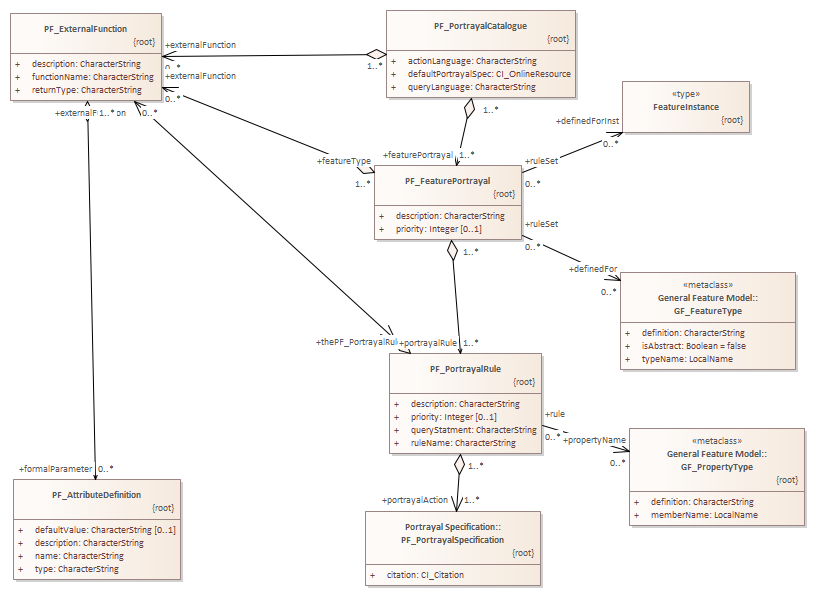 PF_ExternalFunction
{root}
+ description: CharacterString
+ functionName: CharacterString
+ returnType: CharacterString
PF_PortrayalCatalogue
{root}
+ actionLanguage: CharacterString
+ defaultPortrayalSpec: CI_OnlineResource
+ queryLanguage: CharacterString
+externalFunction
0..*
1..*
+externalFunction
0..*
1..*
+featurePortrayal
1..*
«type»
FeatureInstance
{root}
+definedForInst
0..*
+ruleSet
0..*
+featureType
1..*
PF_FeaturePortrayal
{root}
+ description: CharacterString
+ priority: Integer [0..1]
+ruleSet
0..*
+definedFor
0..*
1..*
1..*
0..*
«metaclass»
General Feature Model::
GF_FeatureType
+ definition: CharacterString
+ isAbstract: Boolean = false
+ typeName: LocalName
+portrayalRule
1..*
PF_PortrayalRule
{root}
+ description: CharacterString
+ priority: Integer [0..1]
+ queryStatment: CharacterString
+ ruleName: CharacterString
+rule
0..*
+propertyName
0..*
«metaclass»
General Feature Model::
GF_PropertyType
{root}
+ definition: CharacterString
+ memberName: LocalName
1..*
+portrayalAction
1..*
+formalParameter
0..*
PF_AttributeDefinition
{root}
+ defaultValue: CharacterString [0..1]
+ description: CharacterString
+ name: CharacterString
+ type: CharacterString
Portrayal Specification::
PF_PortrayalSpecification
{root}
+ citation: CI_Citation